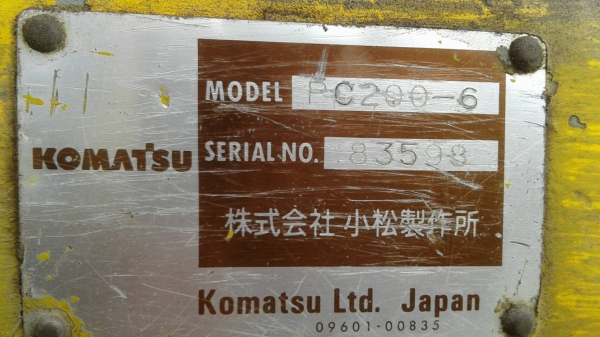 MODEL PC200-6
KOMATSU SERIAL NO. 83598
株式会社 小松製作所
Komatsu Ltd. Japan
09601-00835